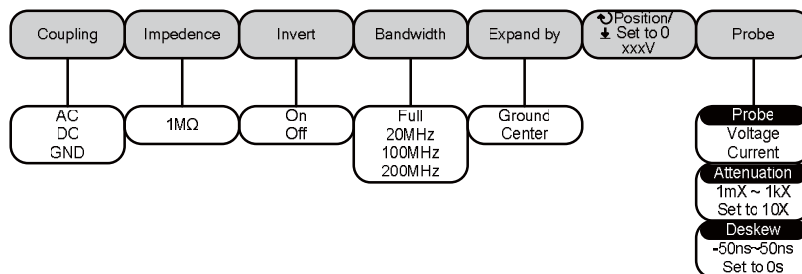 Coupling
Impedence
Invert
Bandwidth
Expand by
Position/
Set to 0
xxxV
Probe
AC
DC
GND
1MΩ
On
Off
Full
20MHz
100MHz
200MHz
Ground
Center
Probe
Voltage
Current
Attenuation
1mX ~ 1kX
Set to 10X
Deskew
-50ns~50ns
Set to 0s